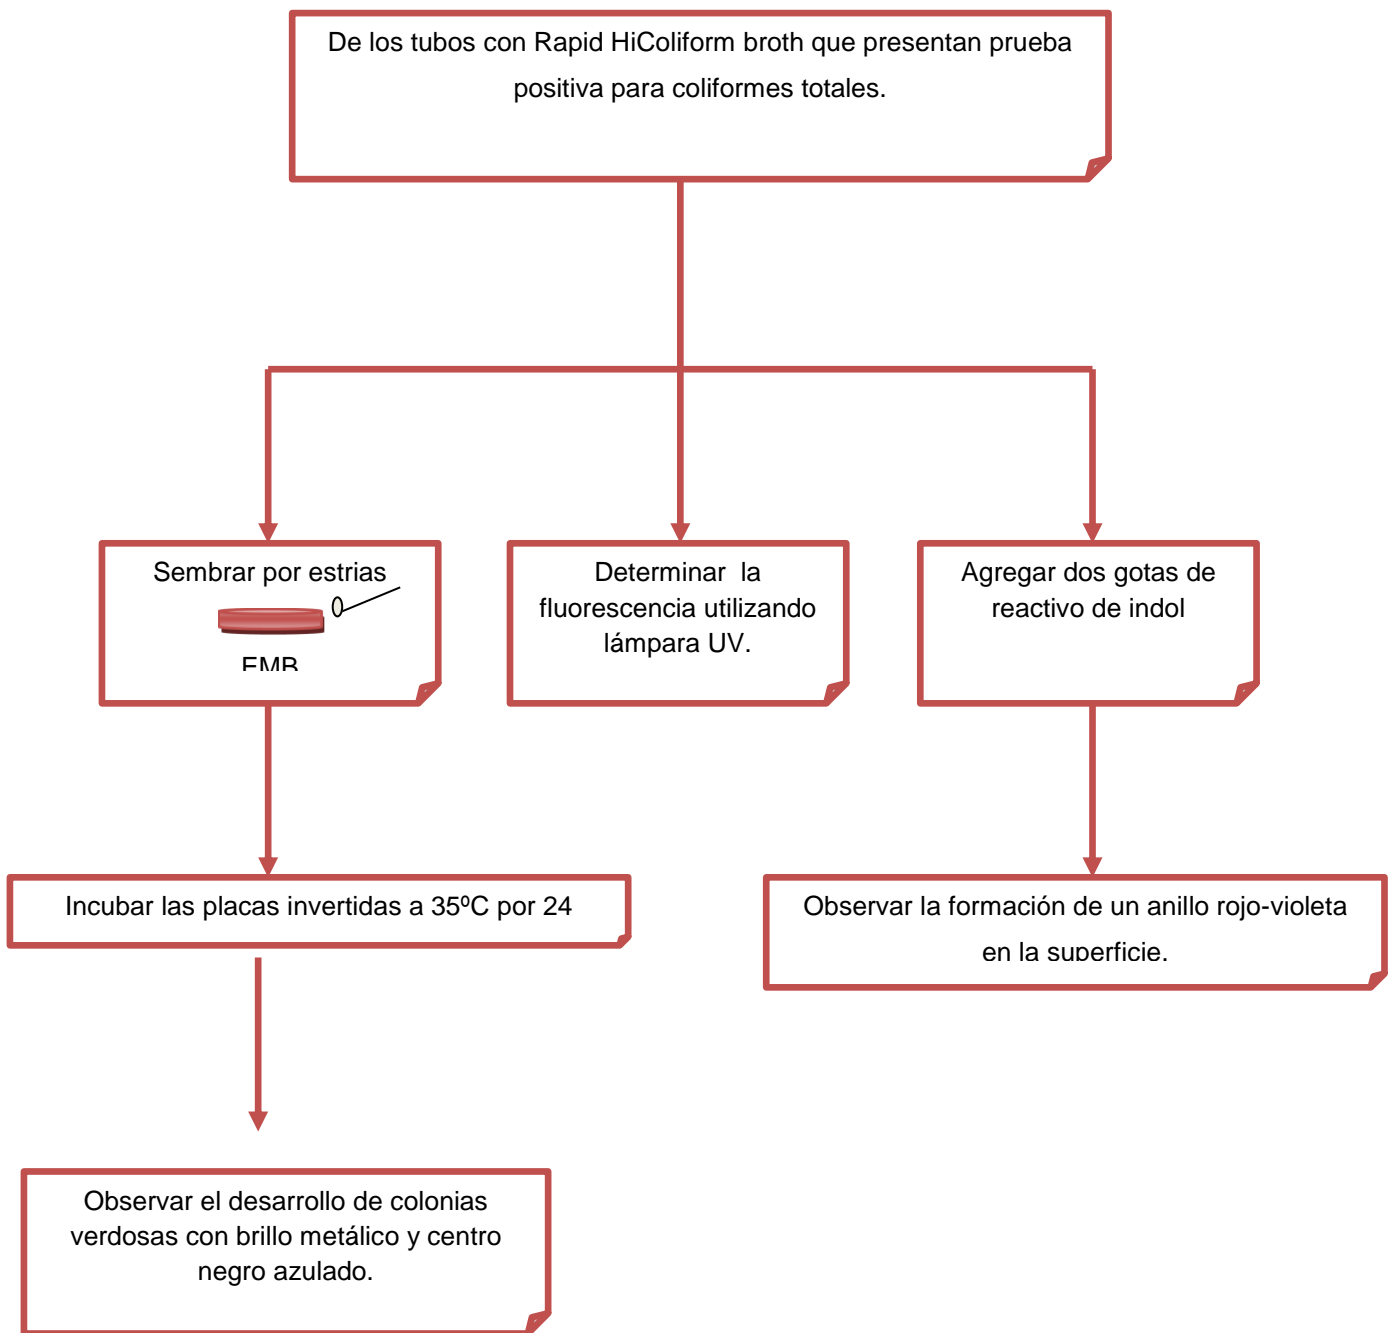 De los tubos con Rapid HiColiform broth que presentan prueba
positiva para coliformes totales.
Sembrar por estrias
EMB
Determinar la
fluorescencia utilizando
lámpara UV.
Agregar dos gotas de
reactivo de indol
Incubar las placas invertidas a 35ºC por 24
Observar la formación de un anillo rojo-violeta
en la superficie.
Observar el desarrollo de colonias
verdosas con brillo metálico y centro
negro azulado.